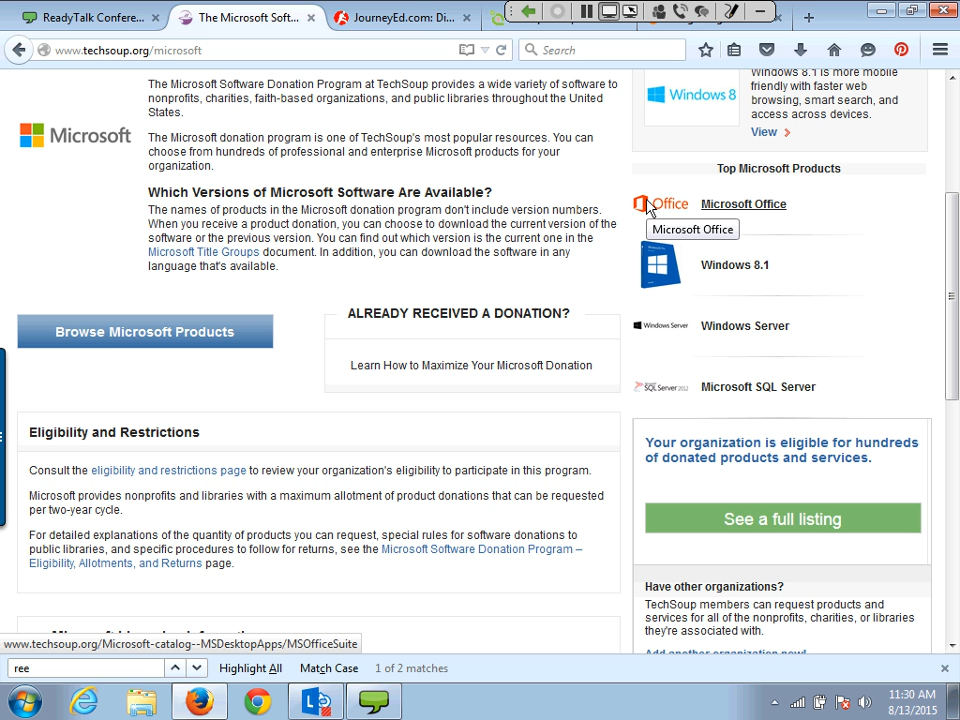 ReadyTalk Confere...
The Microsoft Soft...
JourneyEd.com: Di...
www.techsoup.org/microsoft
Search
The Microsoft Software Donation Program at TechSoup provides a wide variety of software to
nonprofits, charities, faith-based organizations, and public libraries throughout the United
States.
Microsoft
The Microsoft donation program is one of TechSoup's most popular resources. You can
choose from hundreds of professional and enterprise Microsoft products for your
organization.
Which Versions of Microsoft Software Are Available?
The names of products in the Microsoft donation program don't include version numbers.
When you receive a product donation, you can choose to download the current version of the
software or the previous version. You can find out which version is the current one in the
Microsoft Title Groups document. In addition, you can download the software in any
language that's available.
Browse Microsoft Products
ALREADY RECEIVED A DONATION?
Learn How to Maximize Your Microsoft Donation
Eligibility and Restrictions
Consult the eligibility and restrictions page to review your organization's eligibility to participate in this program.
Microsoft provides nonprofits and libraries with a maximum allotment of product donations that can be requested
per two-year cycle.
For detailed explanations of the quantity of products you can request, special rules for software donations to
public libraries, and specific procedures to follow for returns, see the Microsoft Software Donation Program –
Eligibility, Allotments, and Returns page.
Windows 8
Windows 8.1 is more mobile
friendly with faster web
browsing, smart search, and
access across devices.
View
Top Microsoft Products
Office
Microsoft Office
Microsoft Office
Windows 8.1
Windows Server
Windows Server
SQL Server 2012
Microsoft SQL Server
Your organization is eligible for hundreds
of donated products and services.
See a full listing
Have other organizations?
TechSoup members can request products and
services for all of the nonprofits, charities, or libraries
they're associated with.
Add another organization now!
www.techsoup.org/Microsoft-catalog--MSDesktopApps/MSOfficeSuite
ree
Highlight All
Match Case
1 of 2 matches
11:30 AM
8/13/2015